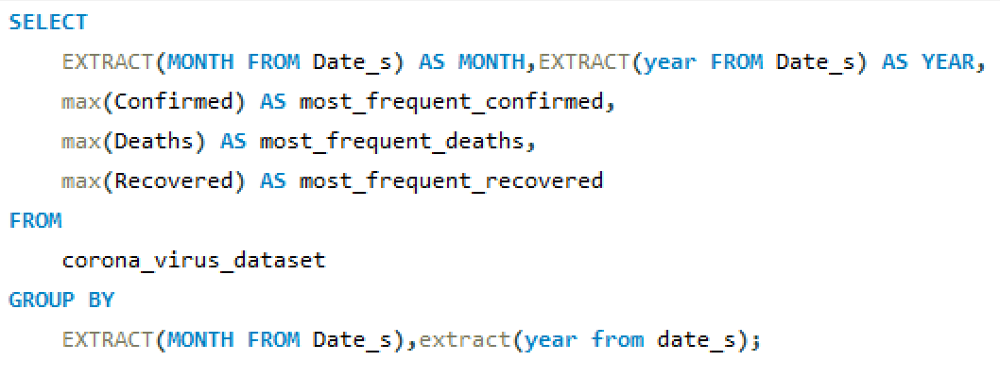 SELECT
    EXTRACT(MONTH FROM Date_s) AS MONTH,EXTRACT(year FROM Date_s) AS YEAR,
    max(Confirmed) AS most_frequent_confirmed,
    max(Deaths) AS most_frequent_deaths,
    max(Recovered) AS most_frequent_recovered
FROM
    corona_virus_dataset
GROUP BY
    EXTRACT(MONTH FROM Date_s),extract(year from date_s);